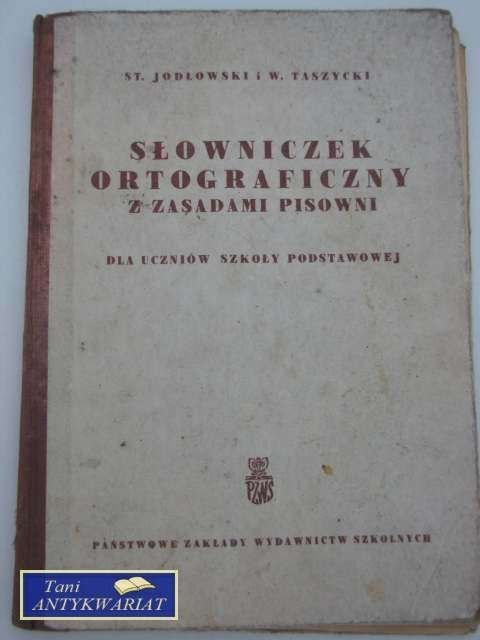 ST. JODŁOWSKI i W. TASZYCKI
SŁOWNICZEK
ORTOGRAFICZNY
Z ZASADAMI PISOWNI
DLA UCZNIÓW SZKOŁY PODSTAWOWEJ
PZWS
PAŃSTWOWE ZAKŁADY WYDAWNICTW SZKOLNYCH
Tani
ANTYKWARIAT